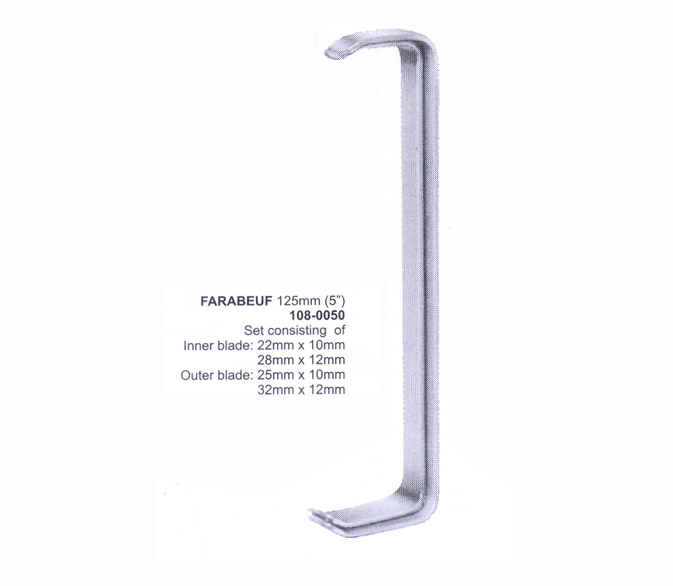 FARABEUF 125mm (5”)
108-0050
Set consisting of
Inner blade: 22mm x 10mm
28mm x 12mm
Outer blade: 25mm x 10mm
32mm x 12mm